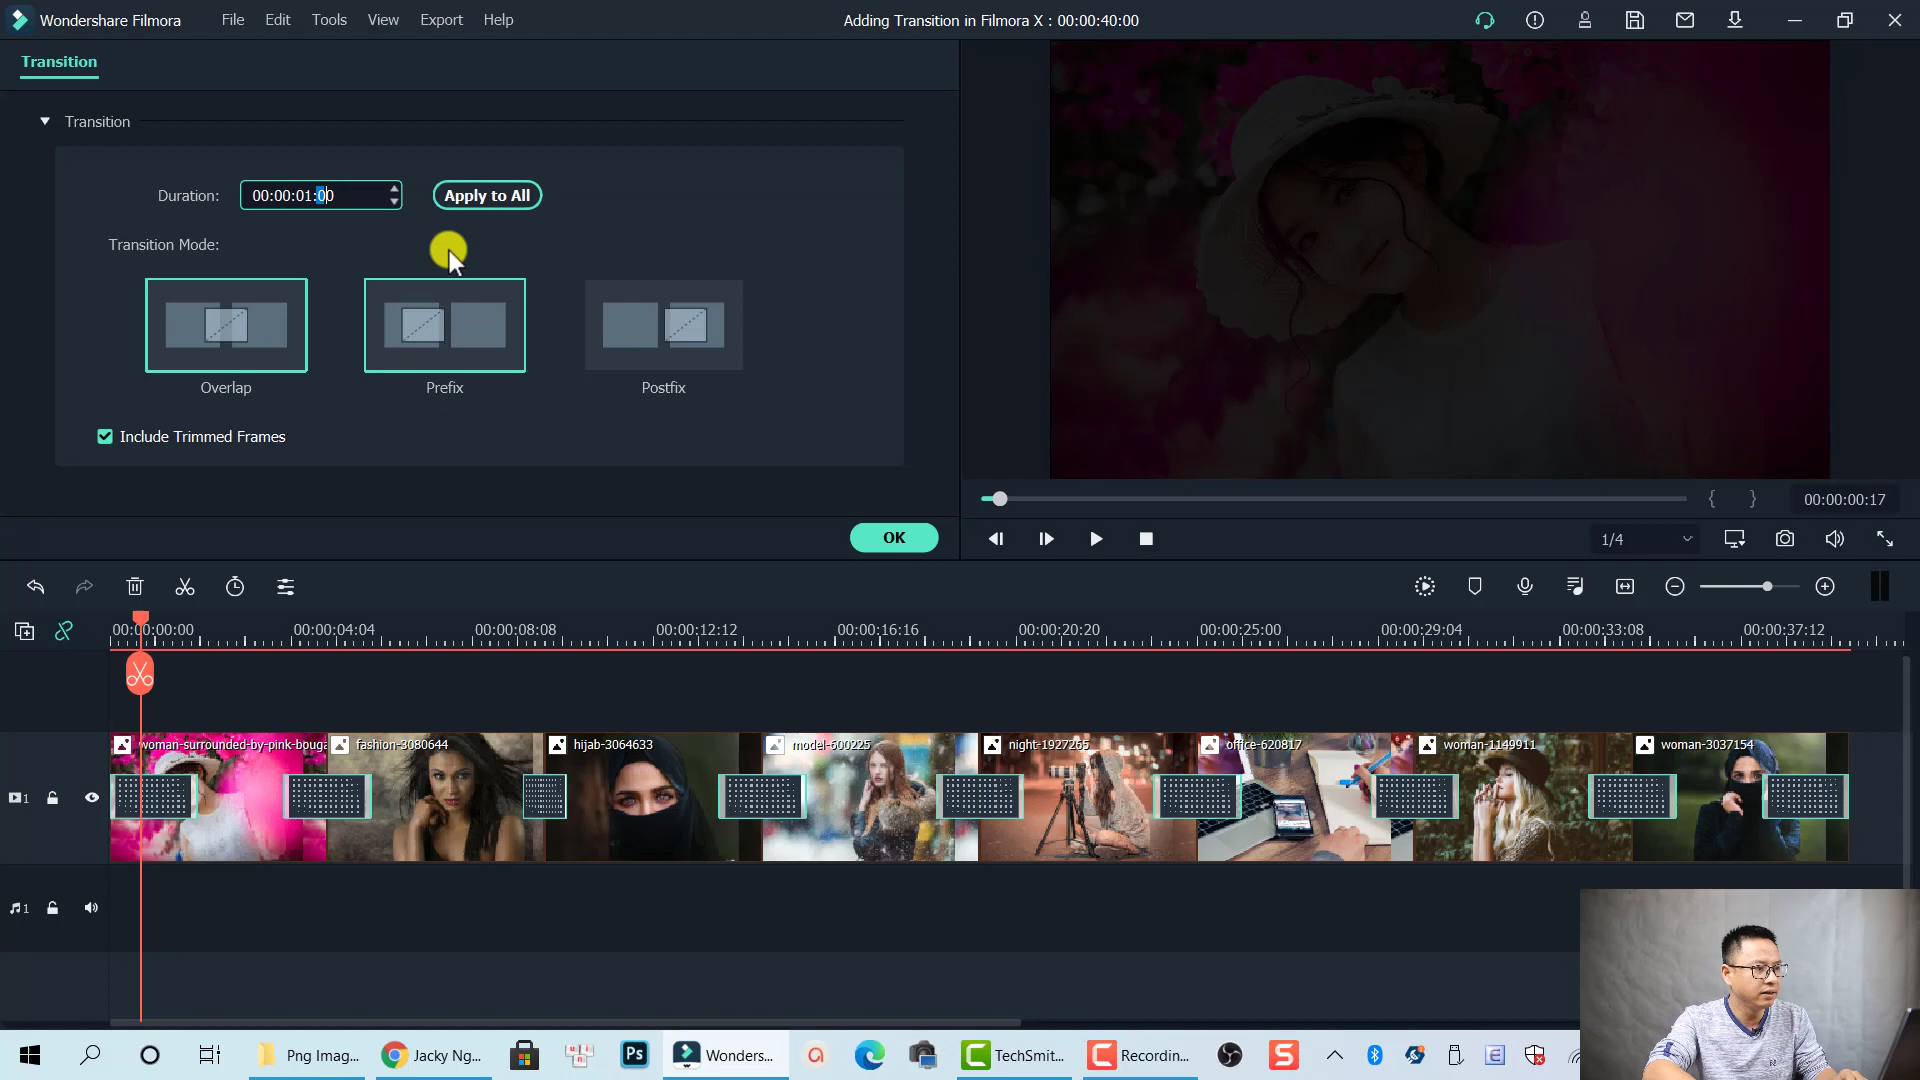 Wondershare Filmora File Edit Tools View Export Help Adding Transition in Filmora X : 00:00:40:00
Transition
Transition
Duration: 00:00:01:00 Apply to All
Transition Mode:
Overlap Prefix Postfix
Include Trimmed Frames
00:00:00:17
OK
1/4
00:00:00:00 00:00:04:04 00:00:08:08 00:00:12:12 00:00:16:16 00:00:20:20 00:00:25:00 00:00:29:04 00:00:33:08 00:00:37:12
woman-surrounded-by-pink-bouga fashion-3080644 hijab-3064633 model-600225 night-1927265 office-620817 woman-1149911 woman-3037154
1
1
Png Imag... Jacky Ng... Ps Wonders... TechSmit... Recordin...